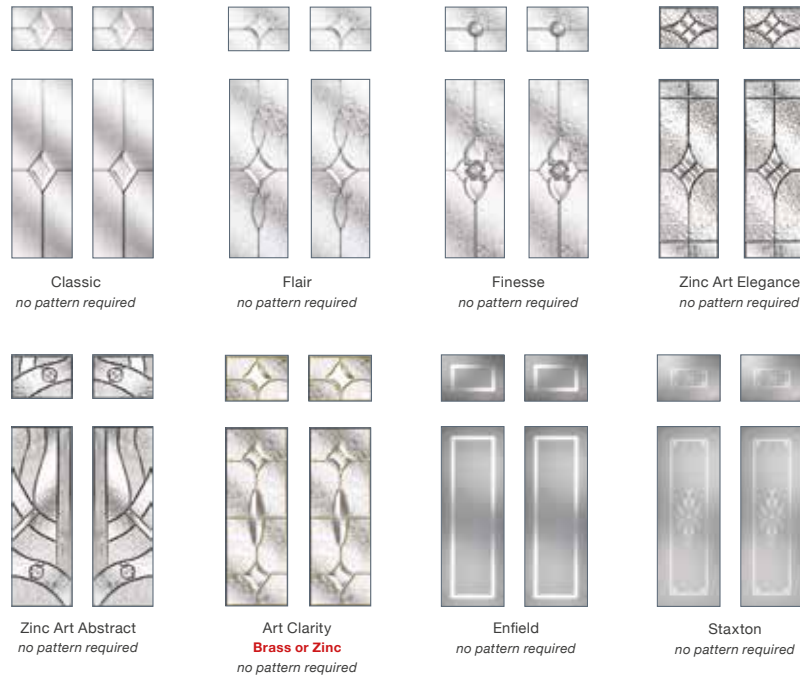 Classic
no pattern required
Flair
no pattern required
Finesse
no pattern required
Zinc Art Elegance
no pattern required
Zinc Art Abstract
no pattern required
Art Clarity
Brass or Zinc
no pattern required
Enfield
no pattern required
Staxton
no pattern required